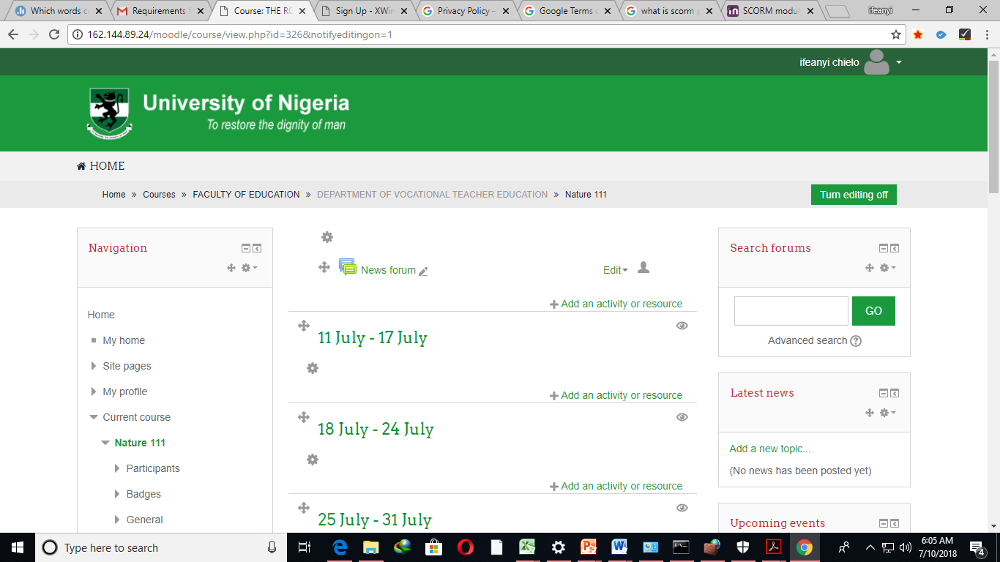 Which words c
Requirements f
Course: THE RO
Sign Up - XWir
Privacy Policy –
Google Terms o
what is scorm p
SCORM modul
ifeanyi
162.144.89.24/moodle/course/view.php?id=326&notifyeditingon=1
ifeanyi chielo
University of Nigeria
To restore the dignity of man
HOME
Home » Courses » FACULTY OF EDUCATION » DEPARTMENT OF VOCATIONAL TEACHER EDUCATION » Nature 111
Turn editing off
Navigation
Home
My home
Site pages
My profile
Current course
Nature 111
Participants
Badges
General
News forum
Edit
Add an activity or resource
11 July - 17 July
Add an activity or resource
18 July - 24 July
Add an activity or resource
25 July - 31 July
Search forums
GO
Advanced search
Latest news
Add a new topic...
(No news has been posted yet)
Upcoming events
Type here to search
6:05 AM
7/10/2018
4